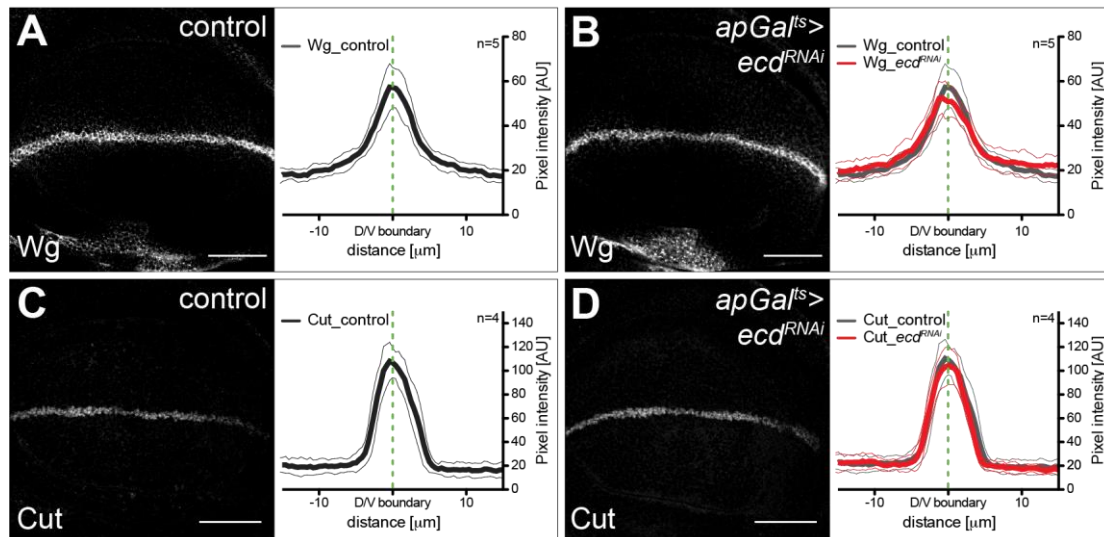 A
control
Wg
Wg_control
n=5
80
60
40
20
0
Pixel intensity [AU]
-10
D/V boundary
10
distance [μm]
B
apGalts>
ecdRNAi
Wg
Wg_control
Wg_ecdRNAi
n=5
80
60
40
20
0
Pixel intensity [AU]
-10
D/V boundary
10
distance [μm]
C
control
Cut
Cut_control
n=4
140
120
100
80
60
40
20
0
Pixel intensity [AU]
-10
D/V boundary
10
distance [μm]
D
apGalts>
ecdRNAi
Cut
Cut_control
Cut_ecdRNAi
n=4
140
120
100
80
60
40
20
0
Pixel intensity [AU]
-10
D/V boundary
10
distance [μm]